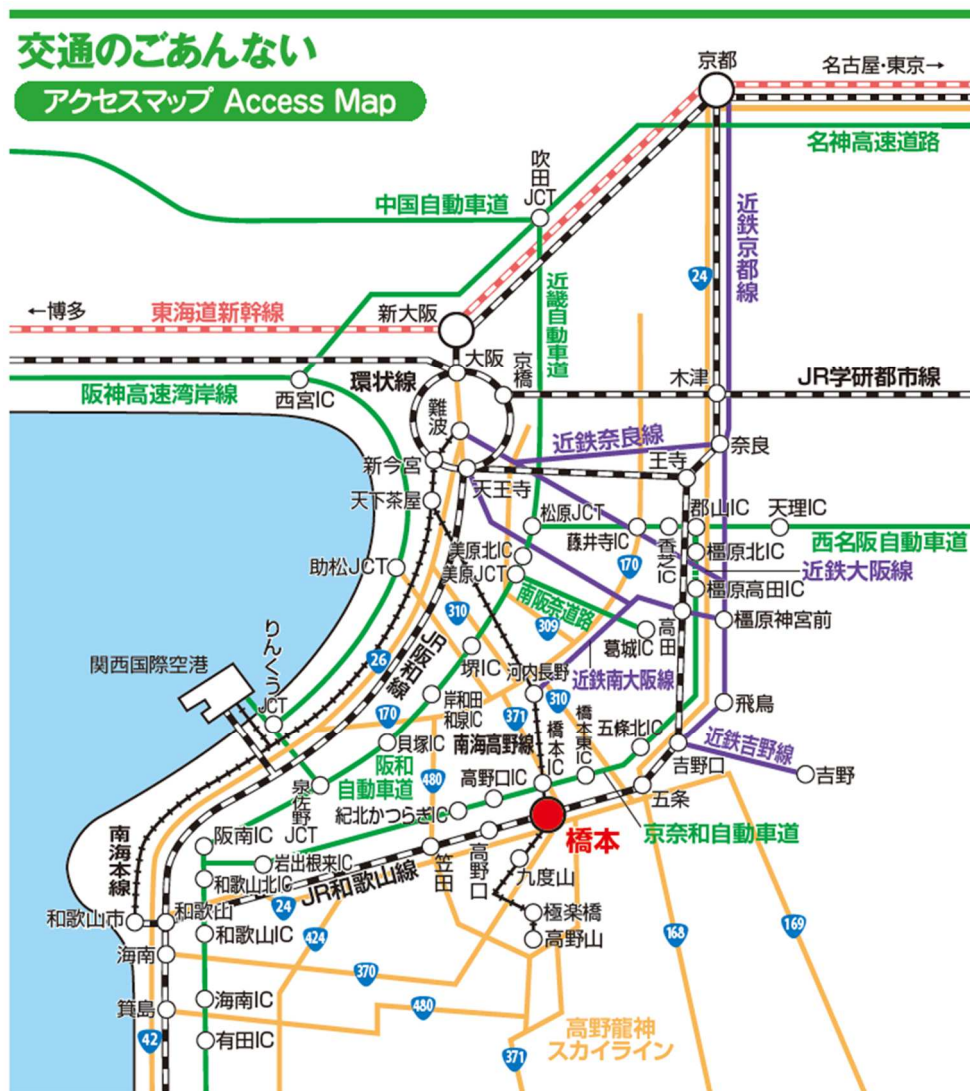 交通のごあんない
アクセスマップ Access Map
京都
名古屋・東京→
名神高速道路
吹田JCT
中国自動車道
近鉄京都線
24
近畿自動車道
←博多
東海道新幹線
新大阪
大阪
京橋
環状線
木津
JR学研都市線
阪神高速湾岸線
西宮IC
難波
近鉄奈良線
奈良
王寺
新今宮
天王寺
天下茶屋
松原JCT
藤井寺IC
香芝IC
郡山IC
天理IC
西名阪自動車道
美原北IC
美原JCT
170
橿原北IC
近鉄大阪線
助松JCT
南阪奈道路
橿原高田IC
310
309
高田
橿原神宮前
葛城IC
りんくうJCT
JR阪和線
26
関西国際空港
堺IC
河内長野
近鉄南大阪線
310
岸和田和泉IC
170
371
飛鳥
貝塚IC
南海高野線
橋本IC
橋本東IC
五條北IC
吉野口
近鉄吉野線
吉野
阪和自動車道
480
高野口IC
泉佐野JCT
紀北かつらぎIC
五条
橋本
京奈和自動車道
南海本線
阪南IC
岩出根来IC
和歌山北IC
JR和歌山線
笠田
高野口
九度山
24
和歌山市
和歌山
極楽橋
和歌山IC
424
高野山
168
169
海南
370
海南IC
箕島
480
42
有田IC
高野龍神
スカイライン
371